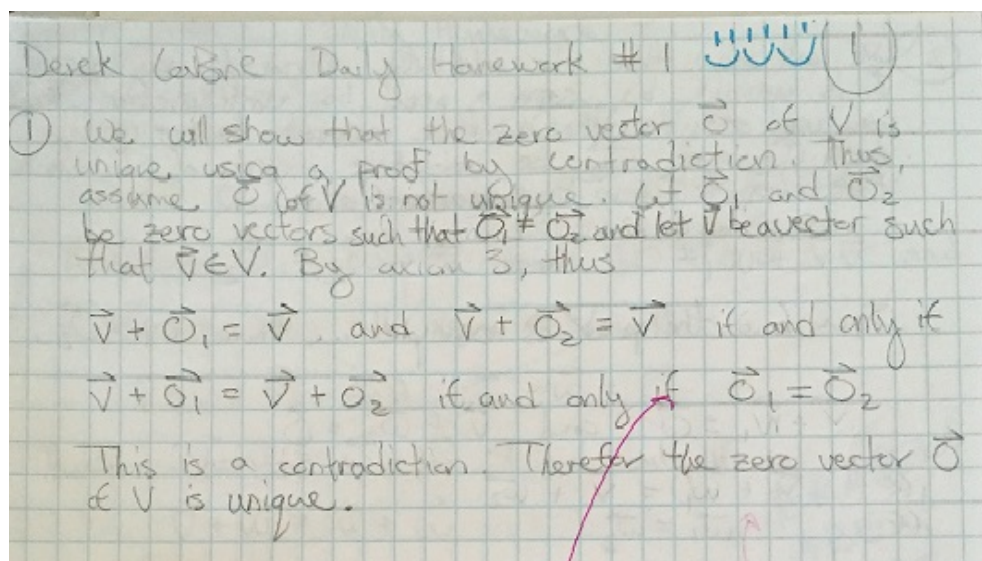 Derek Daily Homework # 1 1
① We will show that the zero vector 0⃗ of V is
unique using a proof by contradiction. Thus,
assume 0⃗ of V is not unique. Let 0⃗₁ and 0⃗₂
be zero vectors such that 0⃗₁ ≠ 0⃗₂ and let v⃗ be a vector such
that v⃗ ∈ V. By axiom 3, thus
v⃗ + 0⃗₁ = v⃗ and v⃗ + 0⃗₂ = v⃗ if and only if
v⃗ + 0⃗₁ = v⃗ + 0⃗₂ if and only if 0⃗₁ = 0⃗₂
This is a contradiction. Therefor the zero vector 0⃗
of V is unique.